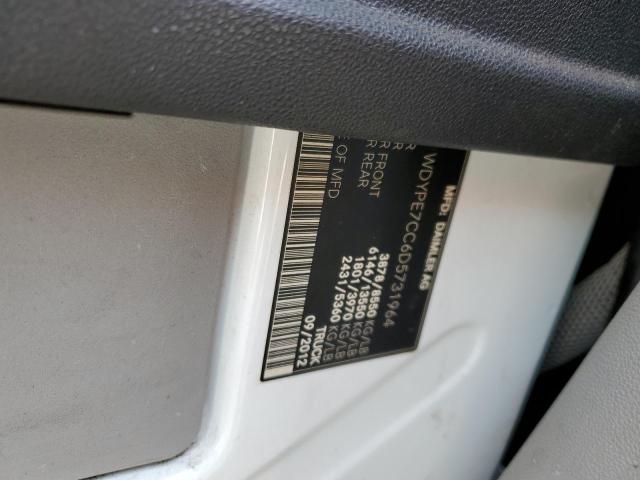 MFD: DAIMLER AG
WDYPE7CC6D5731964
R 3878/8550 KG/LB
R 6146/13550 KG/LB
R FRONT 1801/3970 KG/LB
R REAR 2431/5360 KG/LB
TRUCK
E OF MFD 09/2012